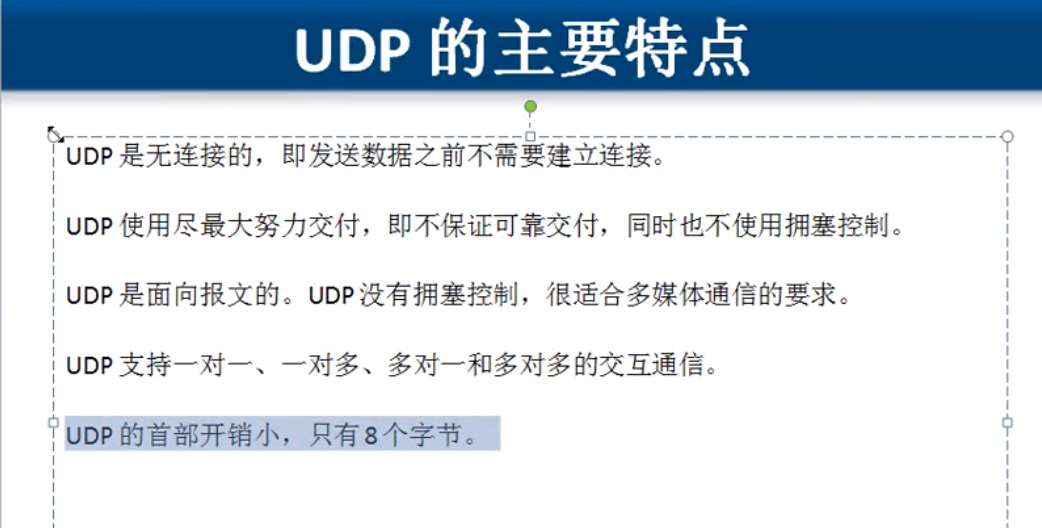 UDP 的主要特点
UDP 是无连接的，即发送数据之前不需要建立连接。
UDP 使用尽最大努力交付，即不保证可靠交付，同时也不使用拥塞控制。
UDP 是面向报文的。UDP 没有拥塞控制，很适合多媒体通信的要求。
UDP 支持一对一、一对多、多对一和多对多的交互通信。
UDP 的首部开销小，只有 8 个字节。